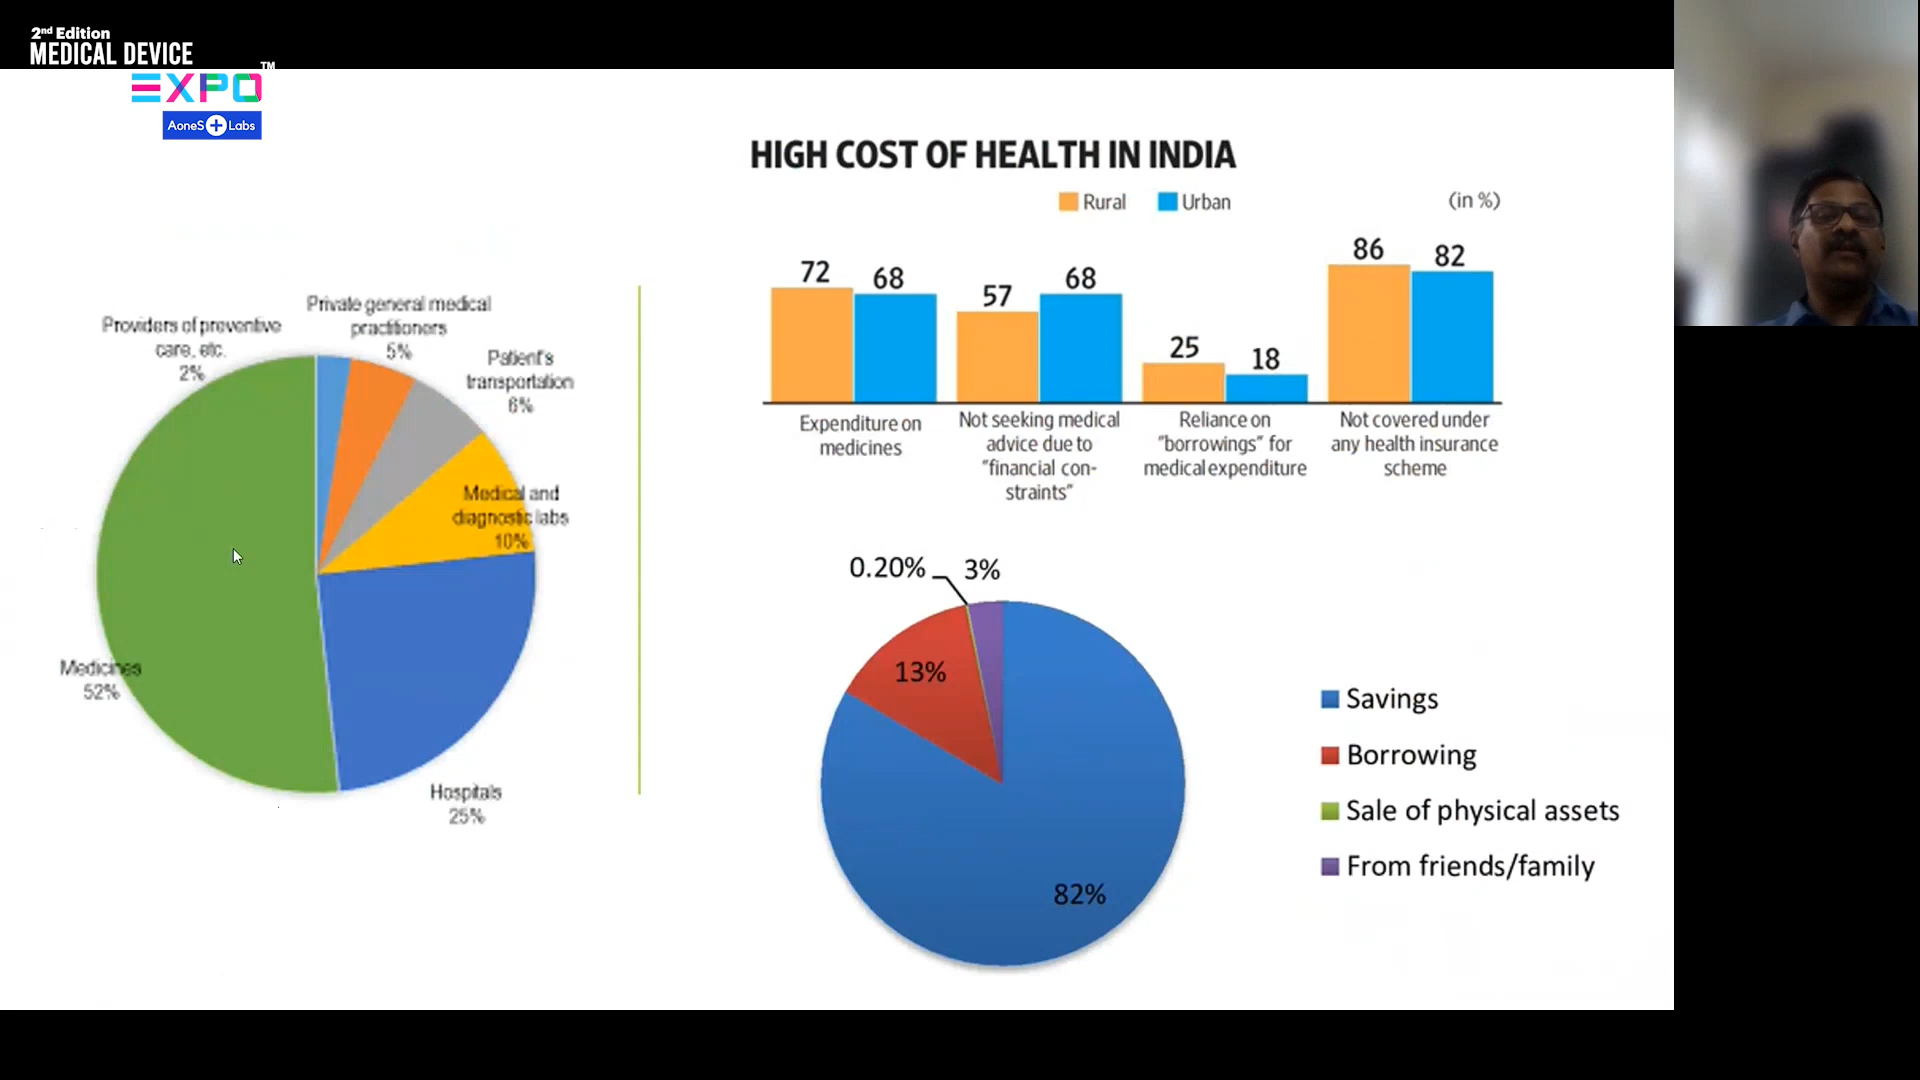 2nd Edition
MEDICAL DEVICE
EXPO TM
AoneS + Labs
HIGH COST OF HEALTH IN INDIA
Rural
Urban
(in %)
72
68
57
68
25
18
86
82
Expenditure on
medicines
Not seeking medical
advice due to
"financial con-
straints"
Reliance on
"borrowings" for
medical expenditure
Not covered under
any health insurance
scheme
Providers of preventive
care, etc.
2%
Private general medical
practitioners
5%
Patient's
transportation
6%
Medical and
diagnostic labs
10%
Medicines
52%
Hospitals
25%
0.20%
3%
13%
82%
Savings
Borrowing
Sale of physical assets
From friends/family